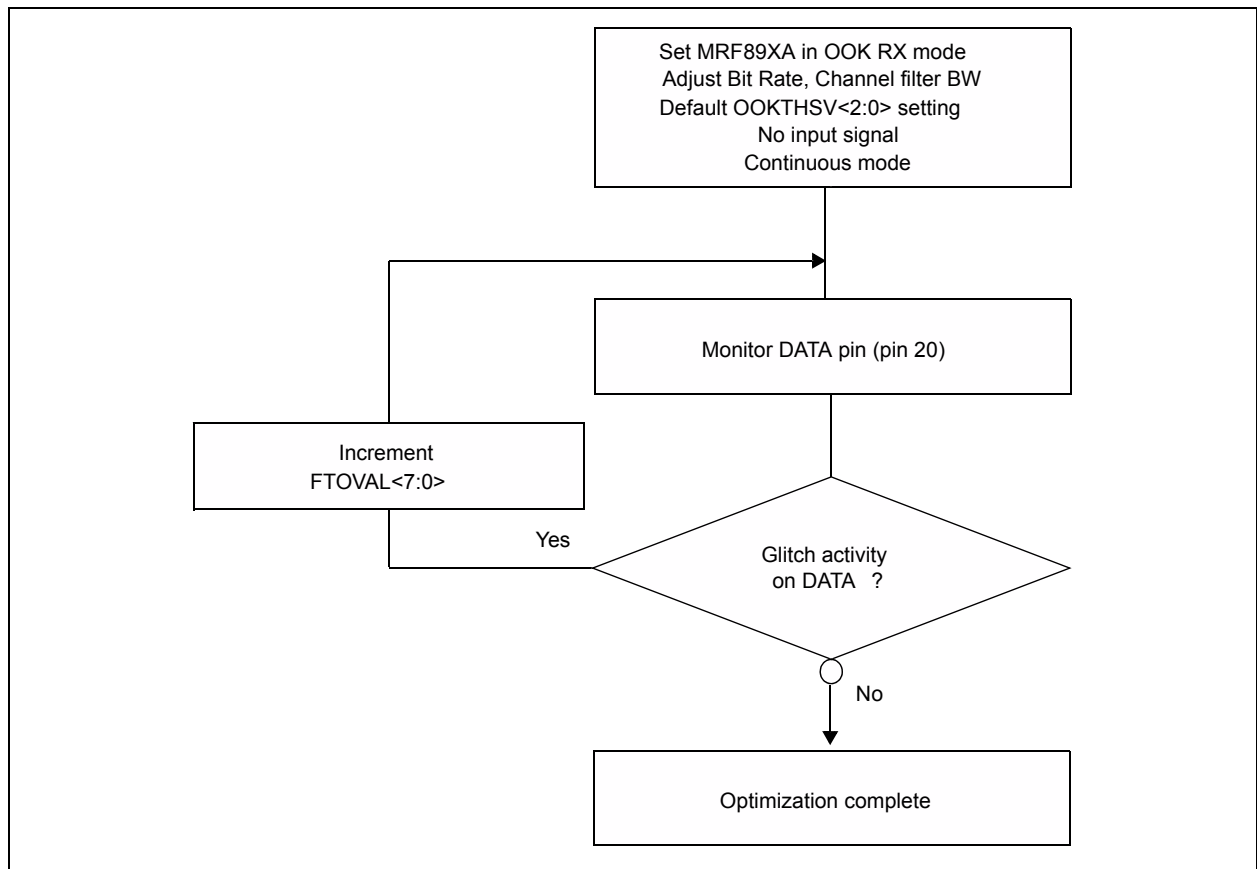 Set MRF89XA in OOK RX mode
Adjust Bit Rate, Channel filter BW
Default OOKTHSV<2:0> setting
No input signal
Continuous mode
Monitor DATA pin (pin 20)
Increment
FTOVAL<7:0>
Yes
Glitch activity
on DATA ?
No
Optimization complete